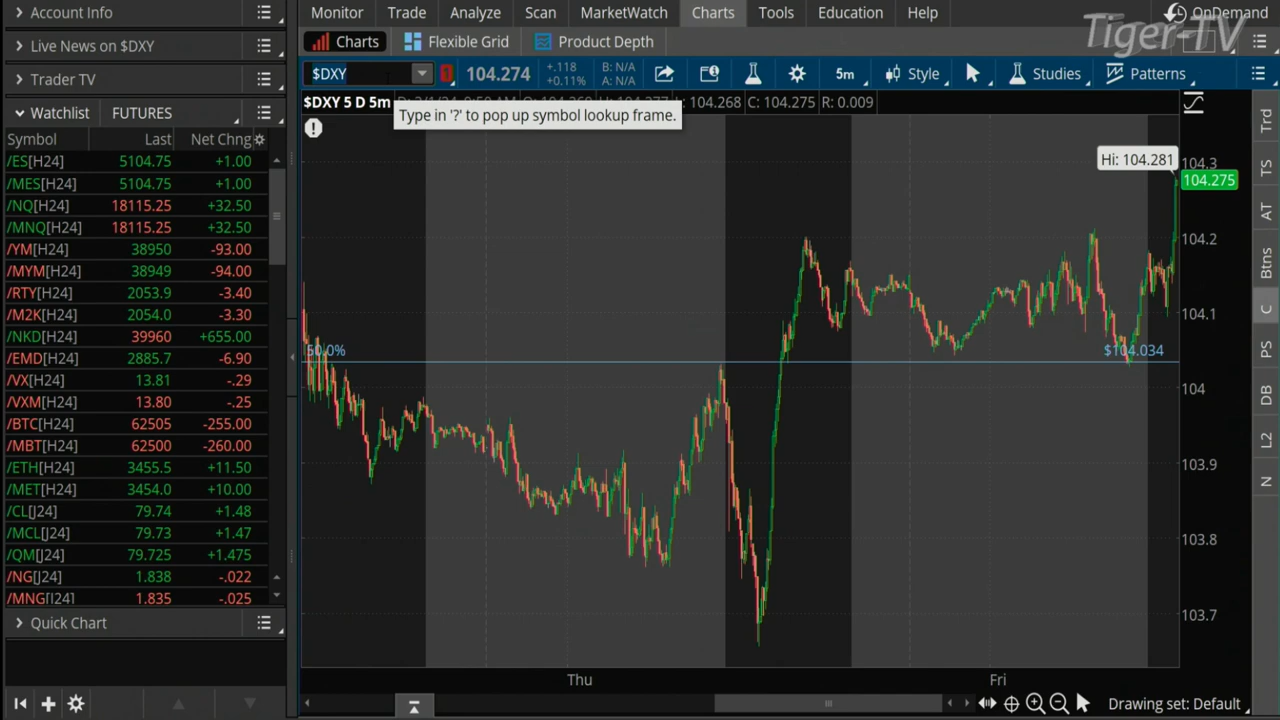 Account Info
Live News on $DXY
Trader TV
Watchlist FUTURES
Symbol Last Net Chng
/ES[H24] 5104.75 +1.00
/MES[H24] 5104.75 +1.00
/NQ[H24] 18115.25 +32.50
/MNQ[H24] 18115.25 +32.50
/YM[H24] 38950 -93.00
/MYM[H24] 38949 -94.00
/RTY[H24] 2053.9 -3.40
/M2K[H24] 2054.0 -3.30
/NKD[H24] 39960 +655.00
/EMD[H24] 2885.7 -6.90
/VX[H24] 13.81 -.29
/VXM[H24] 13.80 -.25
/BTC[H24] 62505 -255.00
/MBT[H24] 62500 -260.00
/ETH[H24] 3455.5 +11.50
/MET[H24] 3454.0 +10.00
/CL[J24] 79.74 +1.48
/MCL[J24] 79.73 +1.47
/QM[J24] 79.725 +1.475
/NG[J24] 1.838 -.022
/MNG[J24] 1.835 -.025
Quick Chart
Monitor Trade Analyze Scan MarketWatch Charts Tools Education Help
OnDemand
Tiger-TV
Charts Flexible Grid Product Depth
$DXY 1 104.274 +.118 B: N/A
+0.11% A: N/A
5m Style Studies Patterns
$DXY 5 D 5m
: 104.268 C: 104.275 R: 0.009
Type in '?' to pop up symbol lookup frame.
Hi: 104.281
104.3
104.275
104.2
104.1
50.0% $104.034
104
103.9
103.8
103.7
Thu Fri
Drawing set: Default
Trd
TS
AT
Btns
C
PS
DB
L2
N